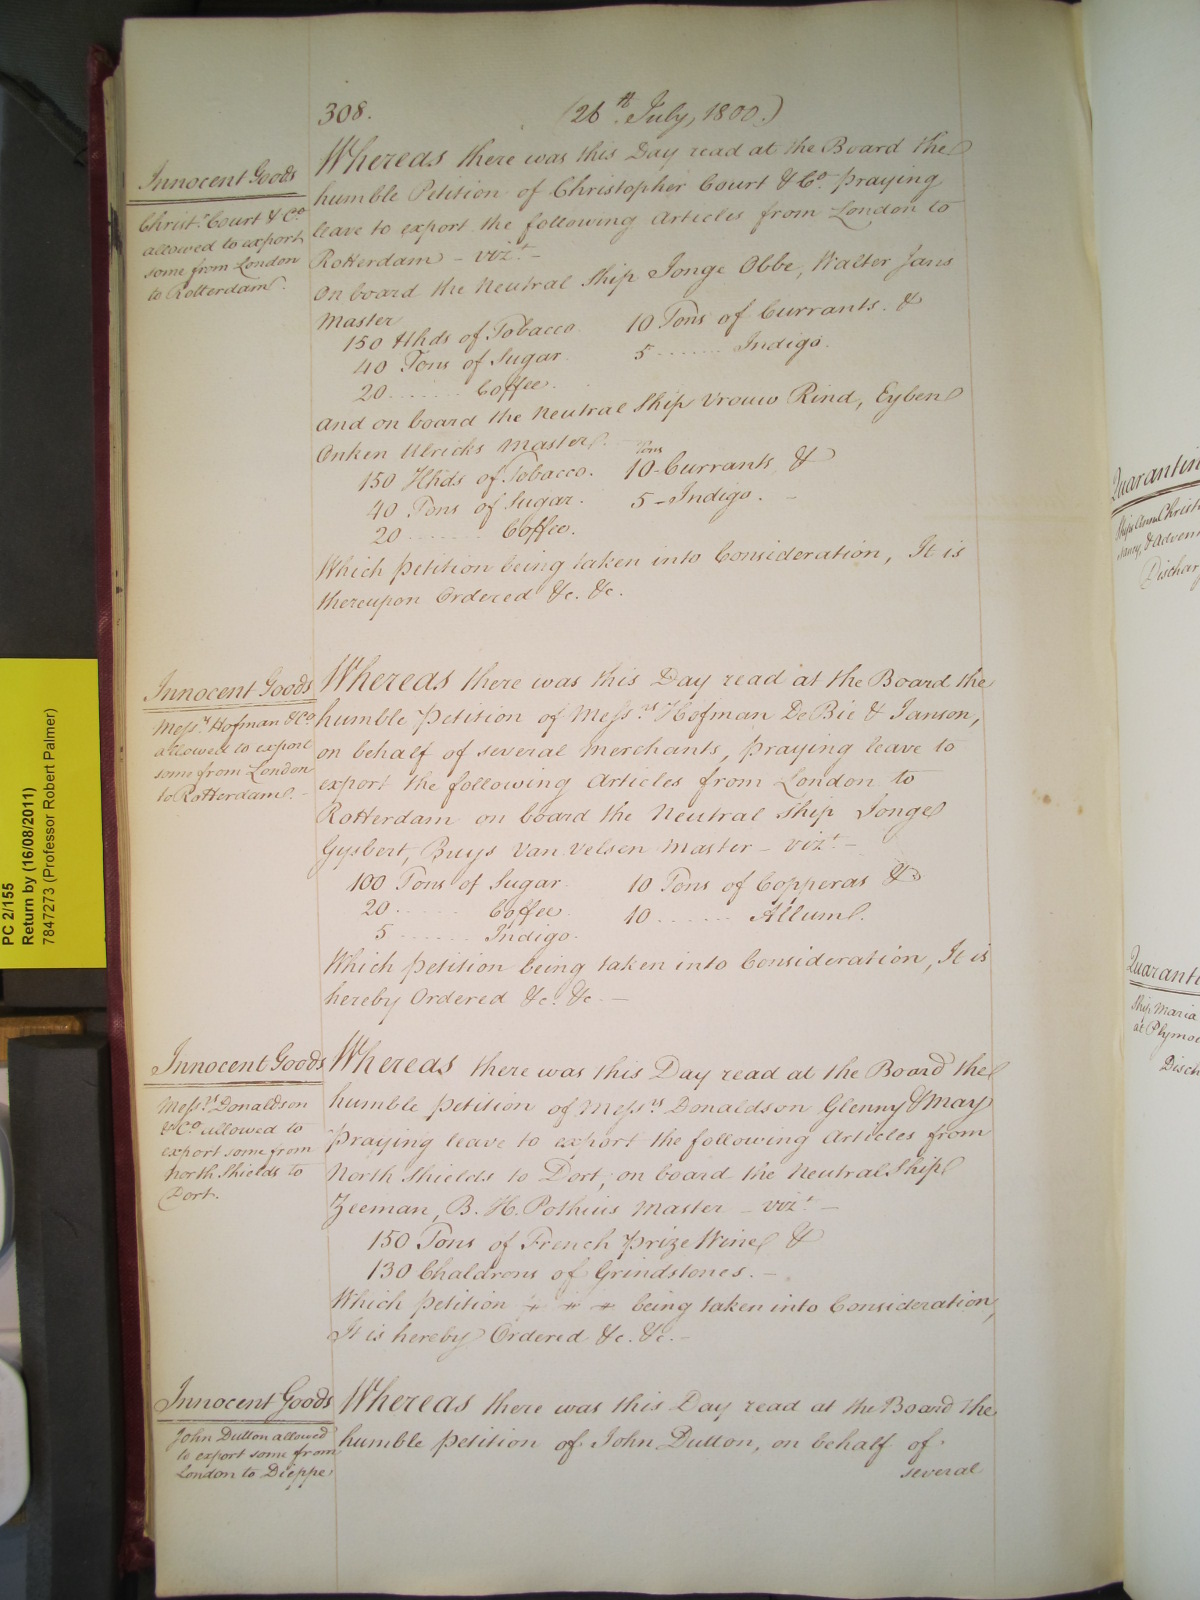 308.
(26th July, 1800.)
Innocent Goods
Christr. Court & Co.
allowed to export
some from London
to Rotterdam.
Whereas there was this Day read at the Board the
humble Petition of Christopher Court & Co. praying
leave to export the following Articles from London to
Rotterdam - vizt. -
On board the Neutral Ship Jonge Obbe, Walter Jans
Master
150 Hhds of Tobacco. 10 Tons of Currants. &
40 Tons of Sugar. 5 ....... Indigo.
20 ....... Coffee.
and on board the Neutral Ship Vrouw Rind, Eyben
Onken Ulricks Master. Tons
150 Hhds of Tobacco. 10 - Currants, &
40 Tons of Sugar. 5 - Indigo. -
20 ........ Coffee.
Which Petition being taken into Consideration, It is
thereupon Ordered &c. &c.
Innocent Goods
Messrs Hofman & Co
allowed to export
some from London
to Rotterdam. -
Whereas there was this Day read at the Board the
humble Petition of Messrs Hofman De Bie & Janson,
on behalf of several Merchants, praying leave to
export the following Articles from London to
Rotterdam on board the Neutral Ship Jonge
Gysbert, Buys Van Velsen Master - vizt. -
100 Tons of Sugar. 10 Tons of Copperas &
20 ....... Coffee. 10 ....... Allum.
5 ....... Indigo.
Which Petition being taken into Consideration, It is
hereby Ordered &c. &c. -
Innocent Goods
Messrs Donaldson
& Co allowed to
export some from
North Shields to
Dort.
Whereas there was this Day read at the Board the
humble Petition of Messrs Donaldson Glenny & May
praying leave to export the following Articles from
North Shields to Dort, on board the Neutral Ship
Zeeman, B. H. Pothuis Master - vizt. -
150 Tons of French Prize Wine &
130 Chaldrons of Grindstones. -
Which Petition being taken into Consideration,
It is hereby Ordered &c. &c. -
Innocent Goods
John Dutton allowed
to export some from
London to Dieppe
Whereas there was this Day read at the Board the
humble Petition of John Dutton, on behalf of
several
PC 2/155
Return by (16/08/2011)
7847273 (Professor Robert Palmer)
Quarantin
Ship Ann Christ
Discharg
Quaranti
Ship Maria
at Plymou
Disch